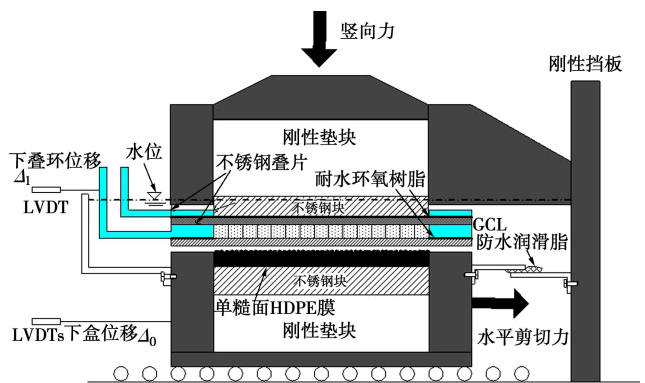 竖向力
刚性挡板
刚性垫块
水位
不锈钢叠片
下叠环位移
Δ₁
LVDT
耐水环氧树脂
不锈钢块
GCL
防水润滑脂
不锈钢块
单糙面HDPE膜
水平剪切力
刚性垫块
LVDTs下盒位移Δ₀